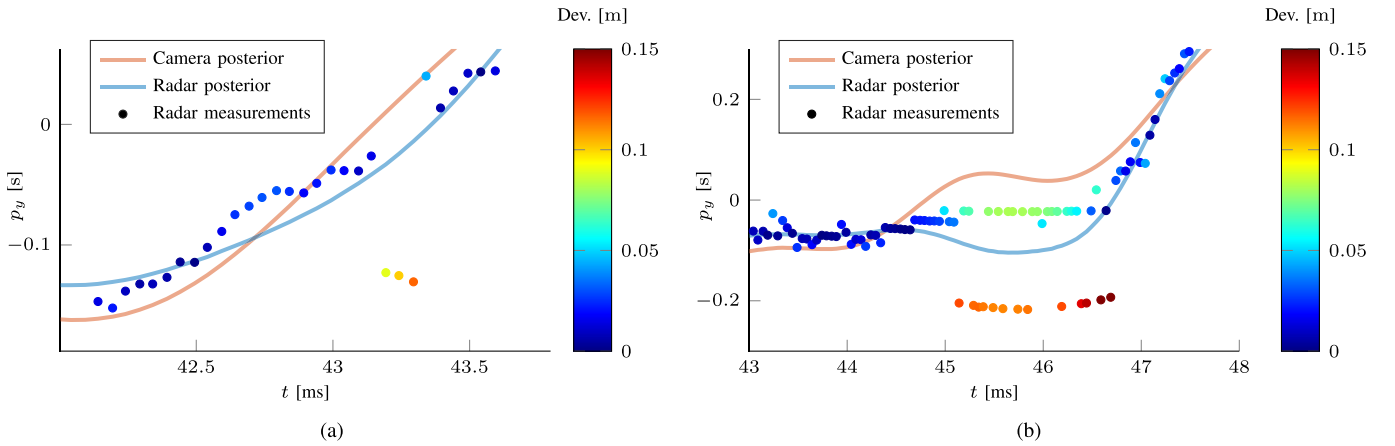 Dev. [m]
Camera posterior
Radar posterior
Radar measurements
0
−0.1
p_y [s]
42.5
43
43.5
t [ms]
0.15
0.1
0.05
0
(a)
Dev. [m]
Camera posterior
Radar posterior
Radar measurements
0.2
0
−0.2
p_y [s]
43
44
45
46
47
48
t [ms]
0.15
0.1
0.05
0
(b)